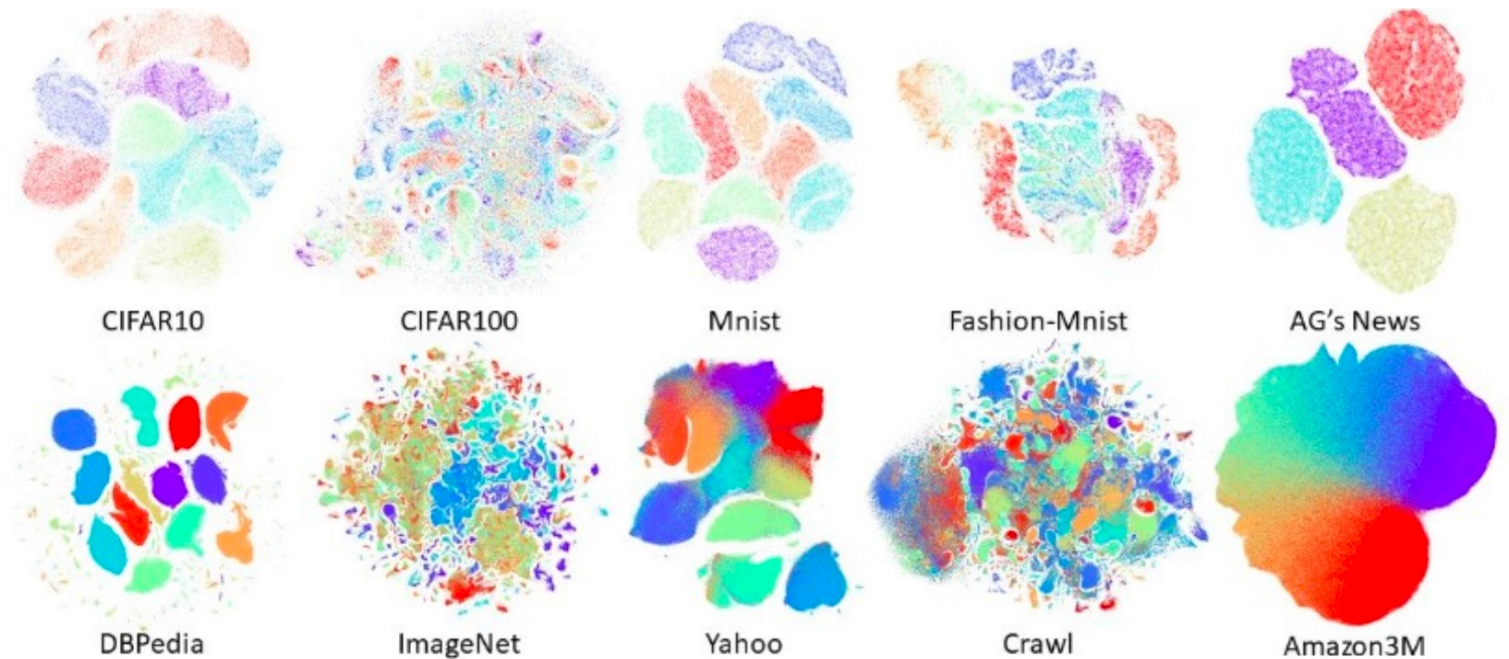 CIFAR10 CIFAR100 Mnist Fashion-Mnist AG's News
DBPedia ImageNet Yahoo Crawl Amazon3M